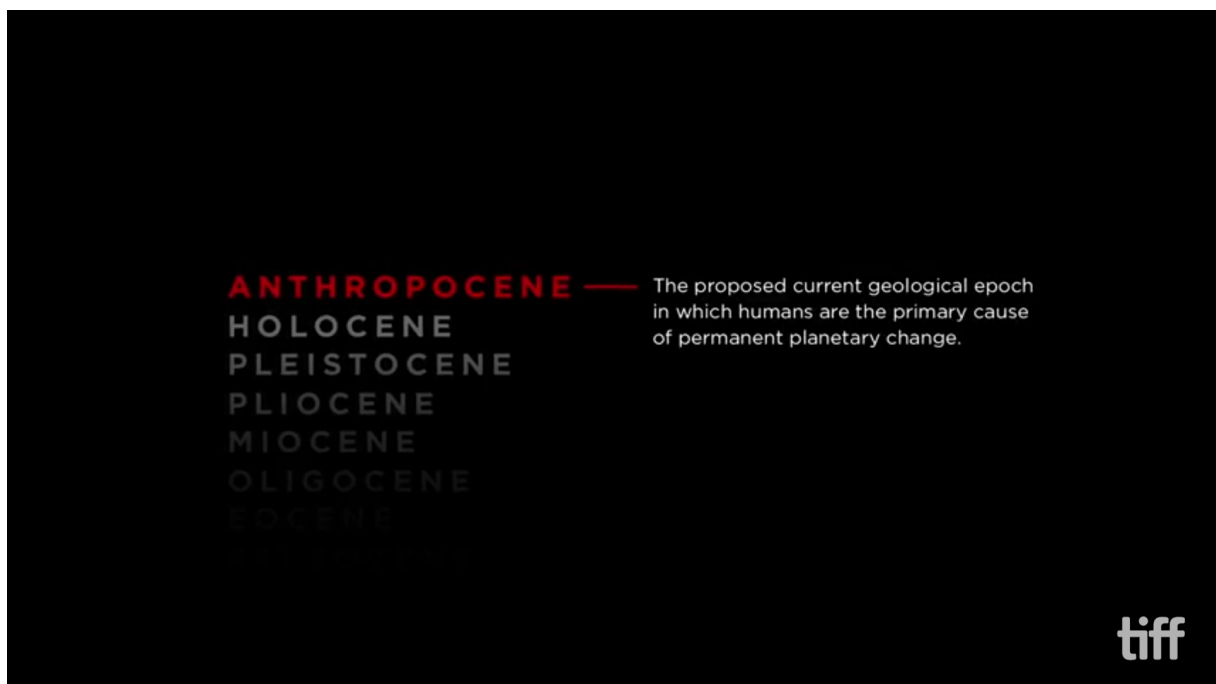 ANTHROPOCENE
The proposed current geological epoch
in which humans are the primary cause
of permanent planetary change.
HOLOCENE
PLEISTOCENE
PLIOCENE
MIOCENE
OLIGOCENE
EOCENE
tiff